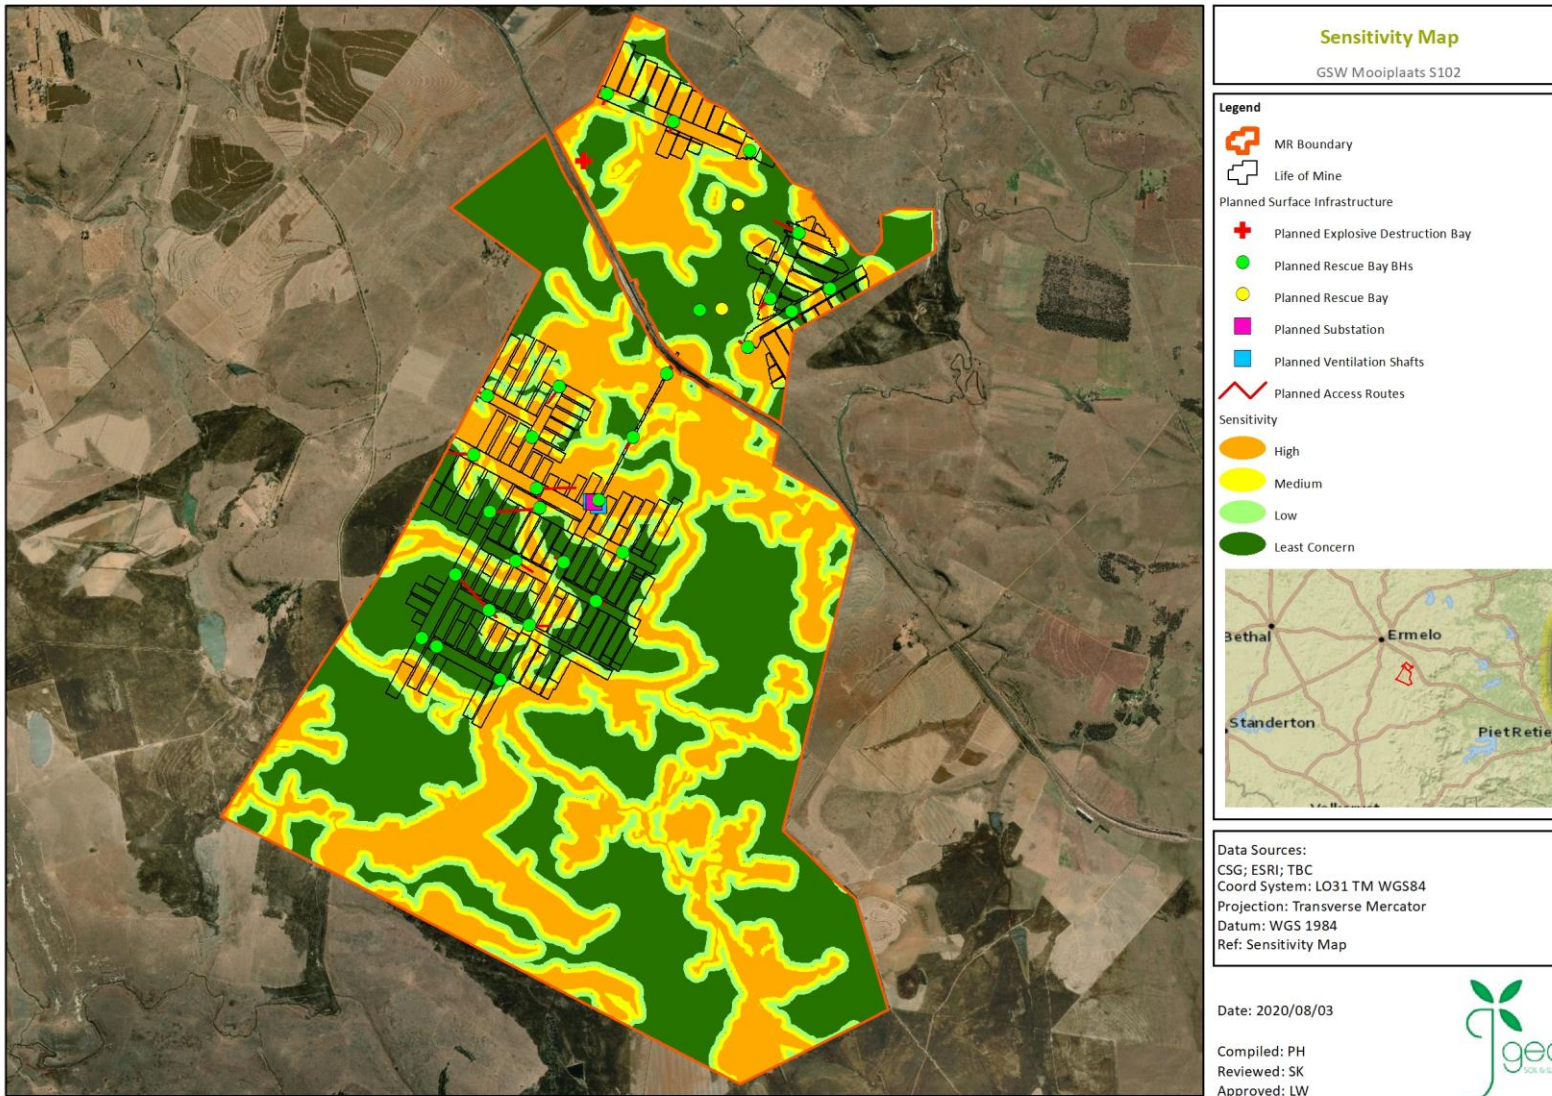 Sensitivity Map
GSW Mooiplaats S102
Legend
MR Boundary
Life of Mine
Planned Surface Infrastructure
Planned Explosive Destruction Bay
Planned Rescue Bay BHs
Planned Rescue Bay
Planned Substation
Planned Ventilation Shafts
Planned Access Routes
Sensitivity
High
Medium
Low
Least Concern
Bethal
Ermelo
Standerton
Piet Retie
Data Sources:
CSG; ESRI; TBC
Coord System: LO31 TM WGS84
Projection: Transverse Mercator
Datum: WGS 1984
Ref: Sensitivity Map
Date: 2020/08/03
Compiled: PH
Reviewed: SK
Approved: LW